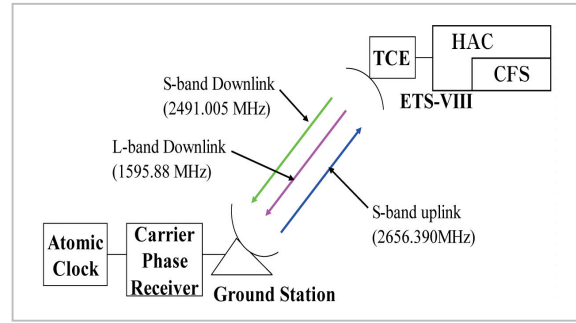 TCE
HAC
CFS
ETS-VIII
S-band Downlink
(2491.005 MHz)
L-band Downlink
(1595.88 MHz)
S-band uplink
(2656.390MHz)
Atomic
Clock
Carrier
Phase
Receiver
Ground Station